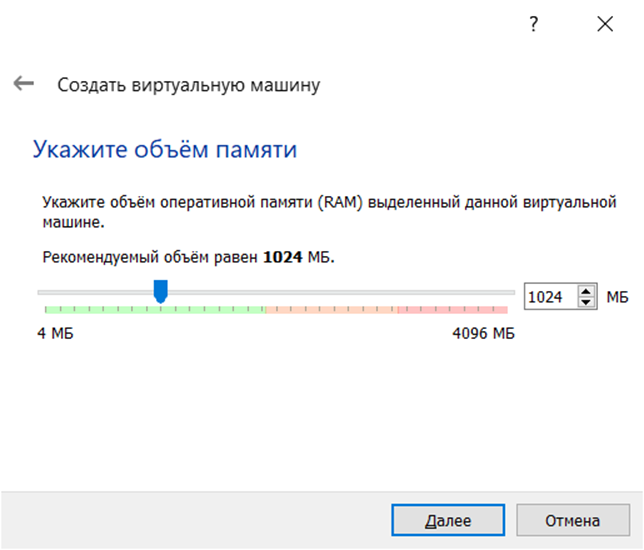 ?
Создать виртуальную машину
Укажите объём памяти
Укажите объём оперативной памяти (RAM) выделенный данной виртуальной
машине.
Рекомендуемый объём равен 1024 МБ.
1024 МБ
4 МБ 4096 МБ
Далее Отмена